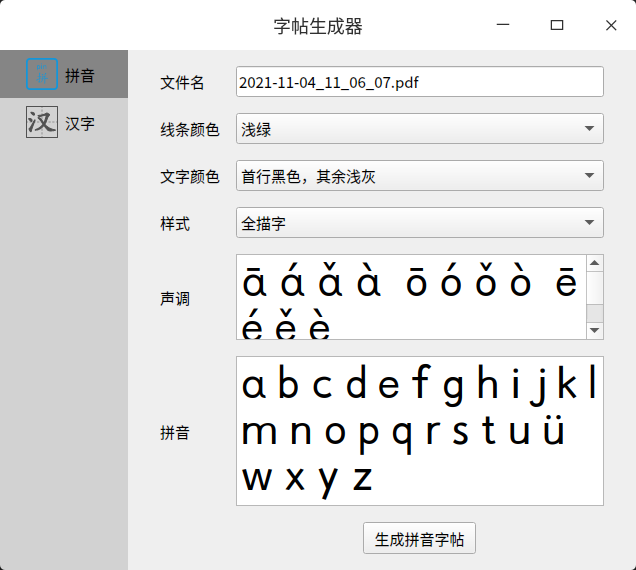 字帖生成器
拼音
汉 汉字
文件名 2021-11-04_11_06_07.pdf
线条颜色 浅绿
文字颜色 首行黑色，其余浅灰
样式 全描字
声调
ā á ǎ à ō ó ǒ ò ē
é ě è
拼音
a b c d e f g h i j k l
m n o p q r s t u ü
w x y z
生成拼音字帖